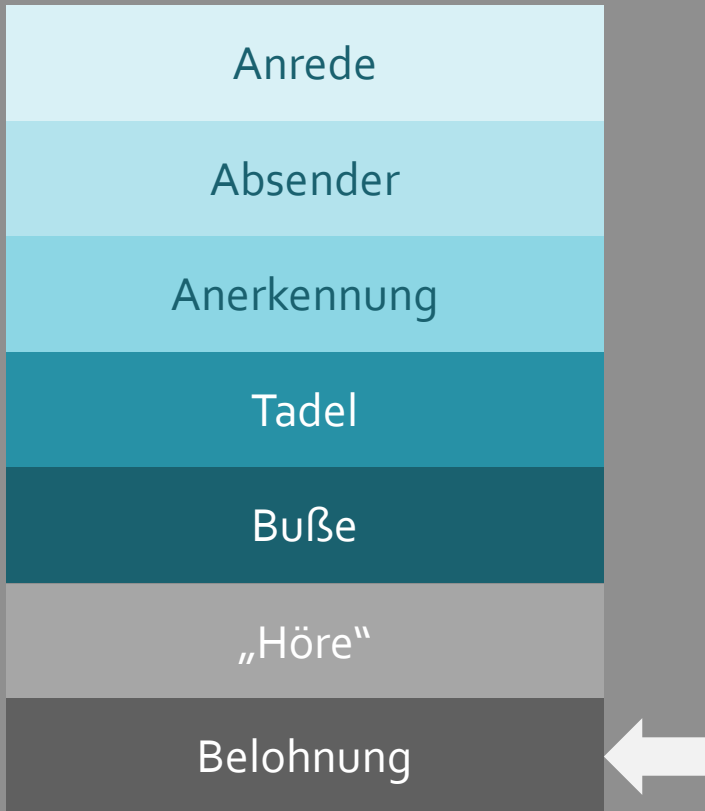 Anrede
Absender
Anerkennung
Tadel
Buße
„Höre“
Belohnung